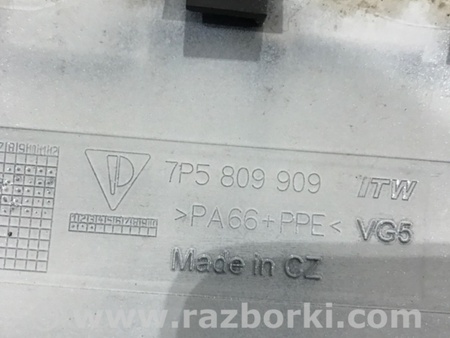 7P5 809 909 ITW
>PA66+PPE< VG5
Made in CZ
www.razborki.com